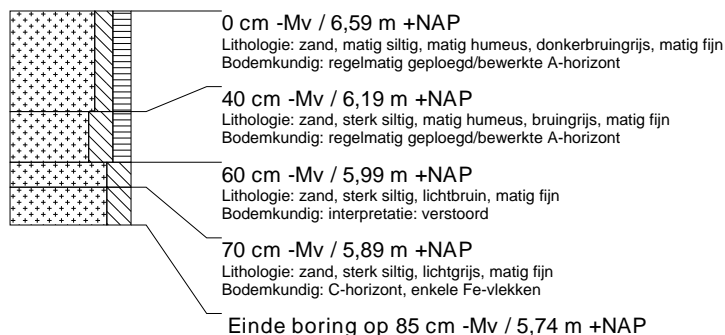 0 cm -Mv / 6,59 m +NAP
Lithologie: zand, matig siltig, matig humeus, donkerbruingrijs, matig fijn
Bodemkundig: regelmatig geploegd/bewerkte A-horizont
40 cm -Mv / 6,19 m +NAP
Lithologie: zand, sterk siltig, matig humeus, bruingrijs, matig fijn
Bodemkundig: regelmatig geploegd/bewerkte A-horizont
60 cm -Mv / 5,99 m +NAP
Lithologie: zand, sterk siltig, lichtbruin, matig fijn
Bodemkundig: interpretatie: verstoord
70 cm -Mv / 5,89 m +NAP
Lithologie: zand, sterk siltig, lichtgrijs, matig fijn
Bodemkundig: C-horizont, enkele Fe-vlekken
Einde boring op 85 cm -Mv / 5,74 m +NAP